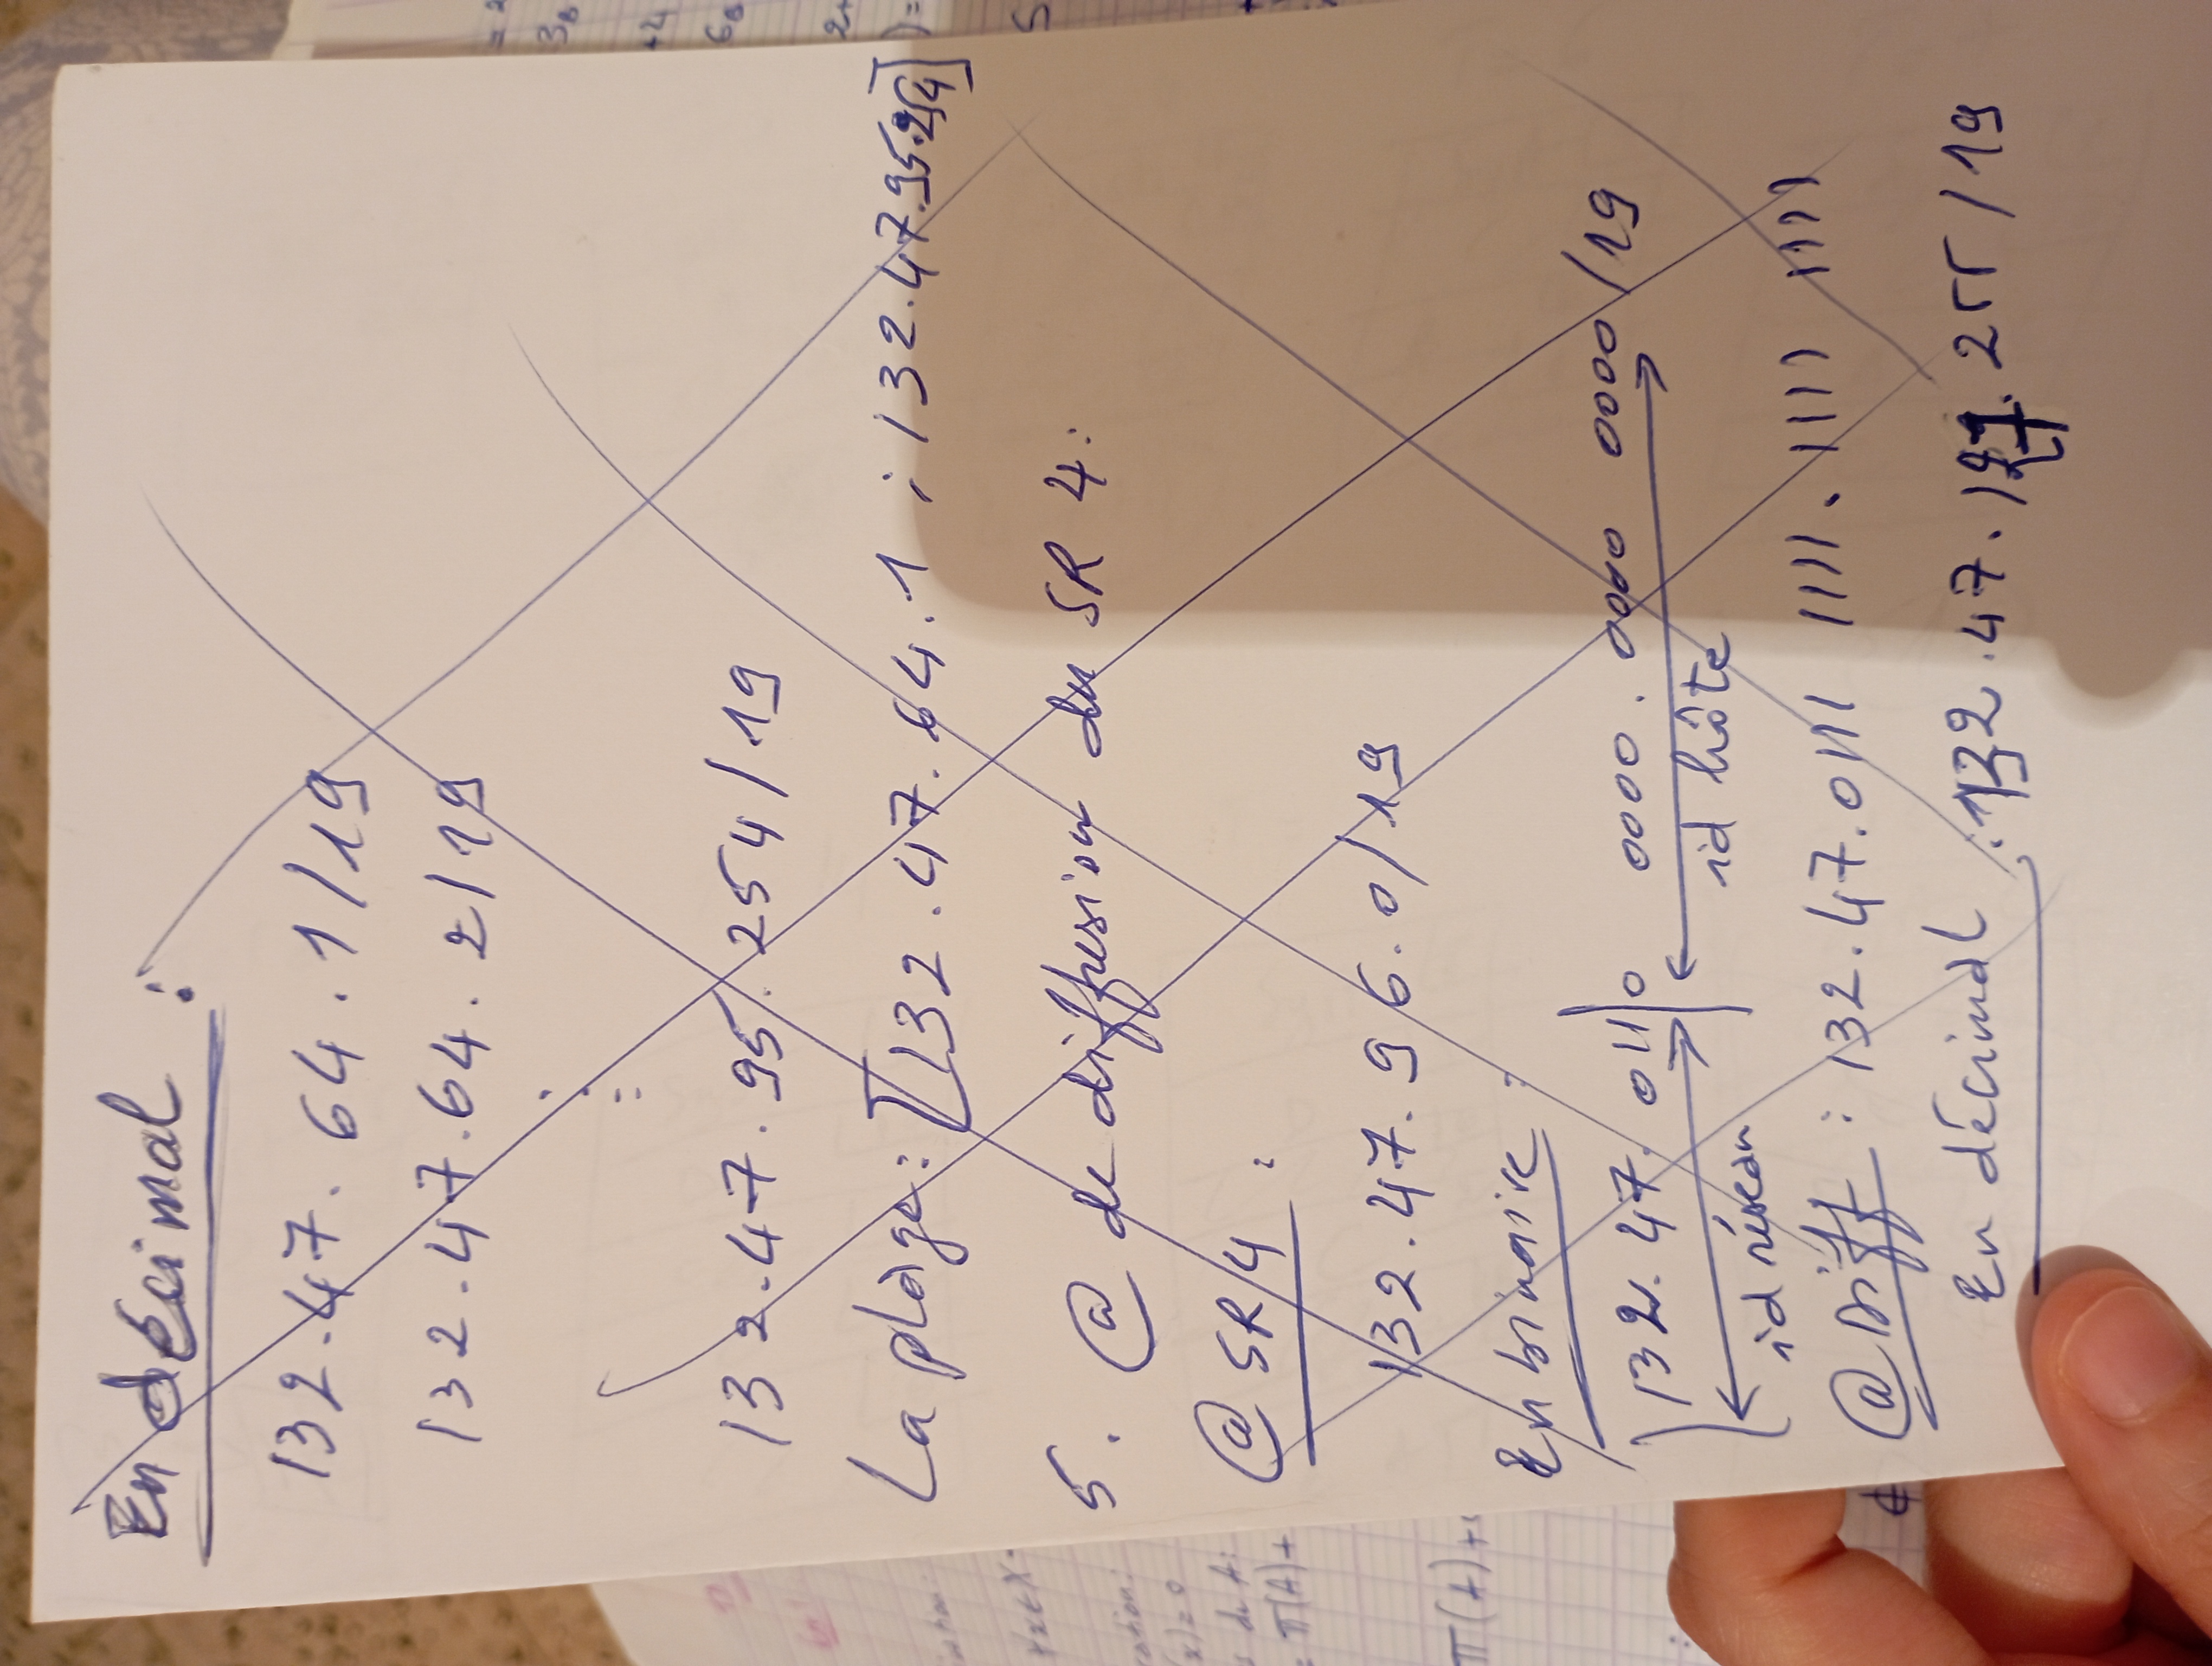 En décimal :
132.47.64.1/19
132.47.64.2/19
:
=
132.47.95.254/19
La plage: [132.47.64.1 ; 132.47.95.254]
5. @ de diffusion du SR 4:
@ SR 4 :
132.47.96.0/19
En binaire :
132.47.011|0 0000.0000 0000/19
id réseau id hôte
@ Diff : 132.47.0111 1111.1111 1111
En décimal : 132.47.127.255/19